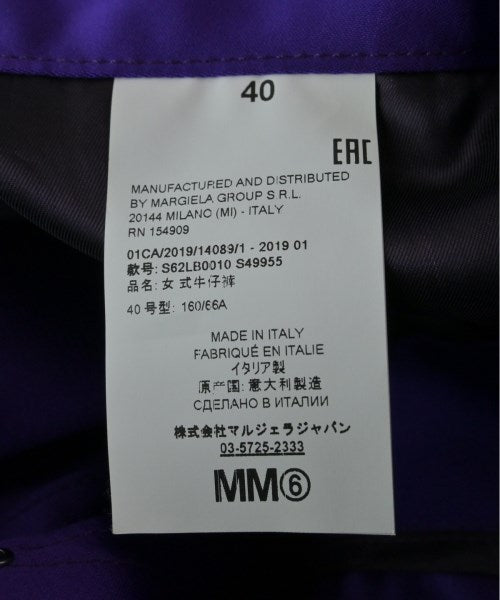 40
EAC
MANUFACTURED AND DISTRIBUTED
BY MARGIELA GROUP S.R.L.
20144 MILANO (MI) - ITALY
RN 154909
01CA/2019/14089/1 - 2019 01
款号: S62LB0010 S49955
品名: 女 式牛仔裤
40 号型: 160/66A
MADE IN ITALY
FABRIQUÉ EN ITALIE
イタリア製
原产国: 意大利製造
СДЕЛАНО В ИТАЛИИ
株式会社マルジェラジャパン
03-5725-2333
MM⑥